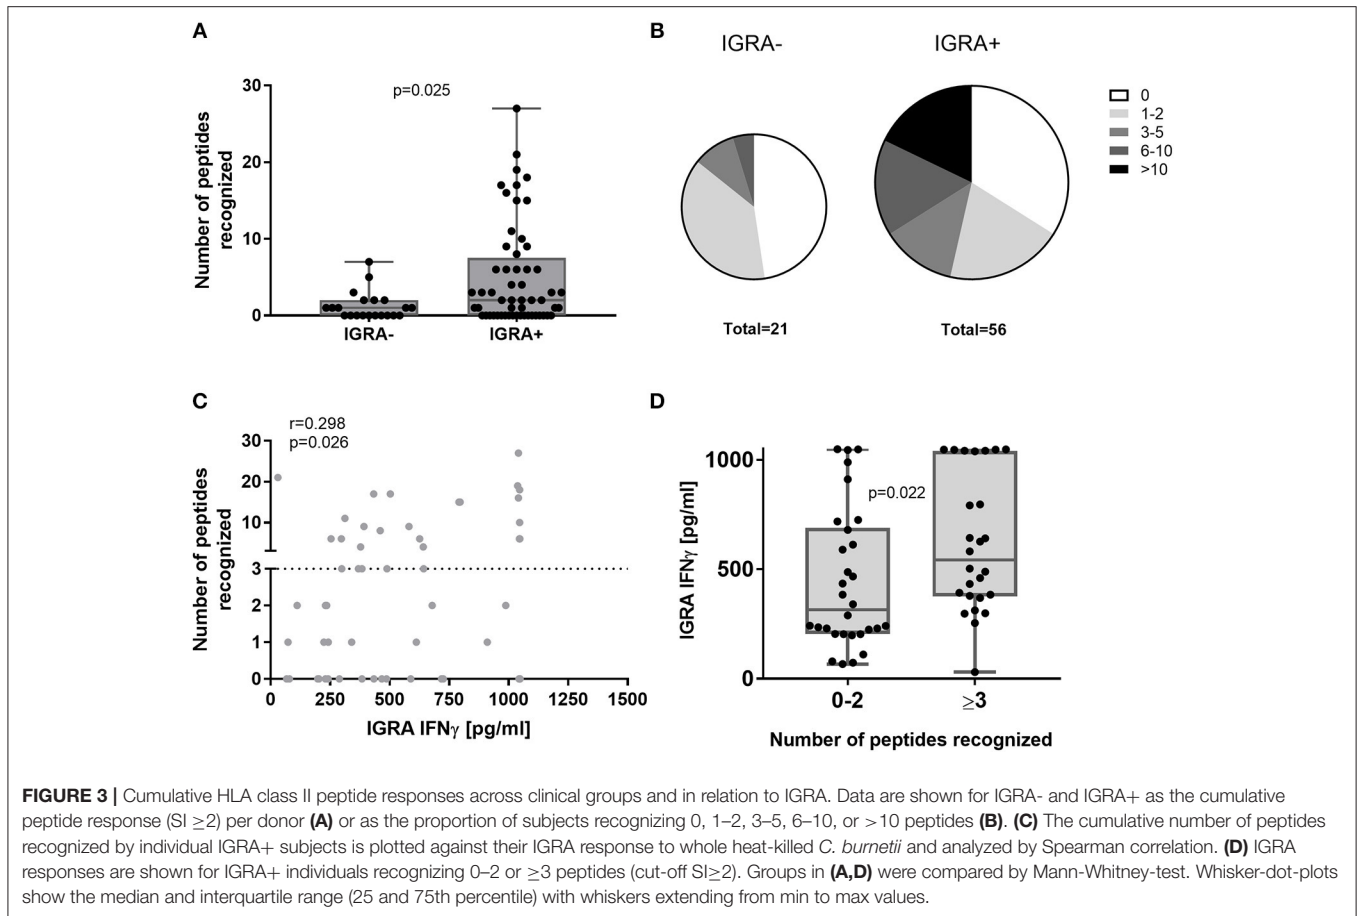 A
Number of peptides
recognized
30
20
10
0
p=0.025
IGRA-
IGRA+
B
IGRA-
IGRA+
0
1-2
3-5
6-10
>10
Total=21
Total=56
C
r=0.298
p=0.026
Number of peptides
recognized
30
20
10
3
2
1
0
0
250
500
750
1000
1250
1500
IGRA IFNγ [pg/ml]
D
IGRA IFNγ [pg/ml]
1000
500
0
p=0.022
0-2
≥3
Number of peptides recognized
FIGURE 3 | Cumulative HLA class II peptide responses across clinical groups and in relation to IGRA. Data are shown for IGRA- and IGRA+ as the cumulative
peptide response (SI ≥2) per donor (A) or as the proportion of subjects recognizing 0, 1–2, 3–5, 6–10, or >10 peptides (B). (C) The cumulative number of peptides
recognized by individual IGRA+ subjects is plotted against their IGRA response to whole heat-killed C. burnetii and analyzed by Spearman correlation. (D) IGRA
responses are shown for IGRA+ individuals recognizing 0–2 or ≥3 peptides (cut-off SI≥2). Groups in (A,D) were compared by Mann-Whitney-test. Whisker-dot-plots
show the median and interquartile range (25 and 75th percentile) with whiskers extending from min to max values.